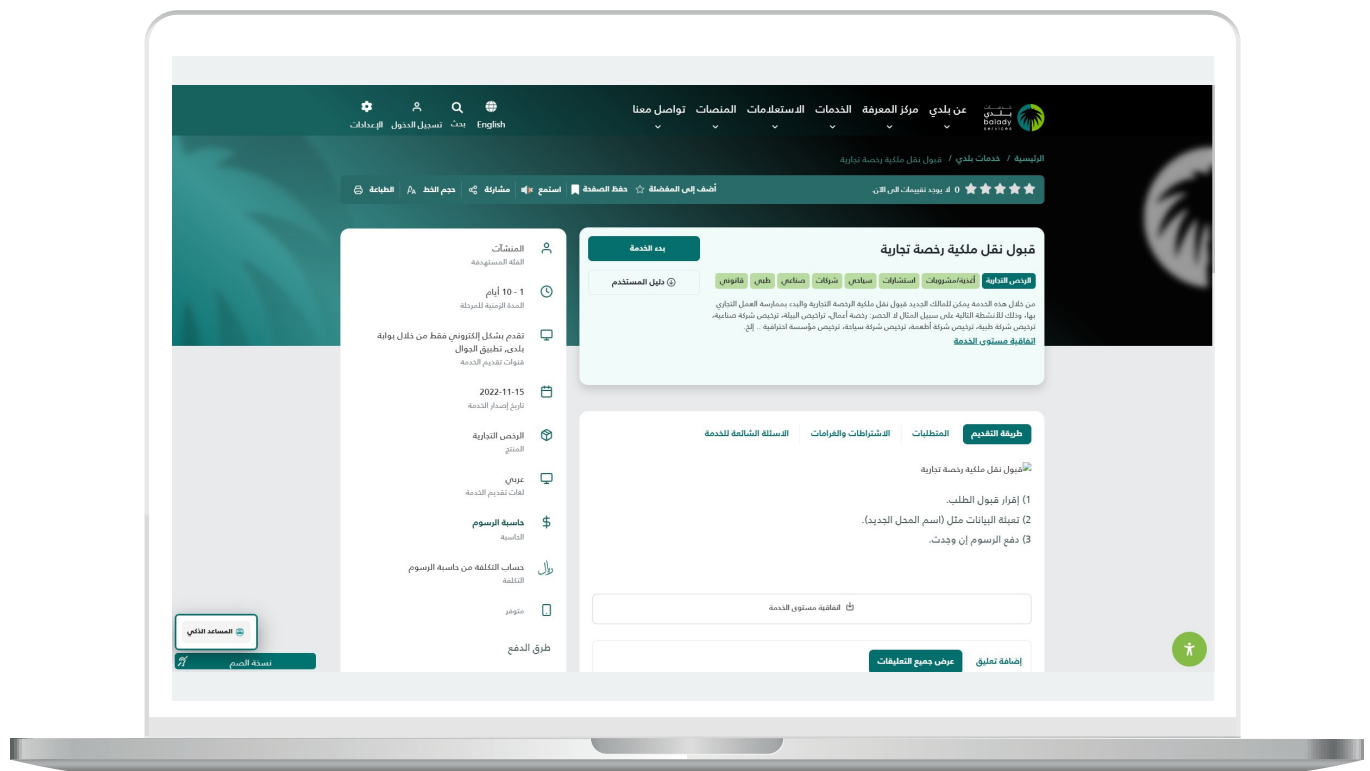 خدمات
بلدي
balady
services
عن بلدي
مركز المعرفة
الخدمات
الاستعلامات
المنصات
تواصل معنا
English
بحث
تسجيل الدخول
الإعدادات
الرئيسية / خدمات بلدي / قبول نقل ملكية رخصة تجارية
0 لا يوجد تقييمات الى الآن.
أضف إلى المفضلة
حفظ الصفحة
استمع
مشاركة
حجم الخط
الطباعة
قبول نقل ملكية رخصة تجارية
بدء الخدمة
دليل المستخدم
الرخص التجارية
أغذية/مشروبات
استشارات
سياحي
شركات
صناعي
طبي
قانوني
من خلال هذه الخدمة يمكن للمالك الجديد قبول نقل ملكية الرخصة التجارية والبدء بممارسة العمل التجاري
بها، وذلك للأنشطة التالية على سبيل المثال لا الحصر: رخصة أعمال، تراخيص البيئة، ترخيص شركة صناعية،
ترخيص شركة طبية، ترخيص شركة أطعمة، ترخيص شركة سياحة، ترخيص مؤسسة احترافية .. إلخ.
اتفاقية مستوى الخدمة
طريقة التقديم
المتطلبات
الاشتراطات والغرامات
الاسئلة الشائعة للخدمة
قبول نقل ملكية رخصة تجارية
1) إقرار قبول الطلب.
2) تعبئة البيانات مثل (اسم المحل الجديد).
3) دفع الرسوم إن وجدت.
اتفاقية مستوى الخدمة
إضافة تعليق
عرض جميع التعليقات
المنشآت
الفئة المستهدفة
1 - 10 أيام
المدة الزمنية للمرحلة
تقدم بشكل إلكتروني فقط من خلال بوابة
بلدي, تطبيق الجوال
قنوات تقديم الخدمة
2022-11-15
تاريخ إصدار الخدمة
الرخص التجارية
المنتج
عربي
لغات تقديم الخدمة
حاسبة الرسوم
الحاسبة
حساب التكلفة من حاسبة الرسوم
التكلفة
متوفر
طرق الدفع
المساعد الذكي
نسخة الصم